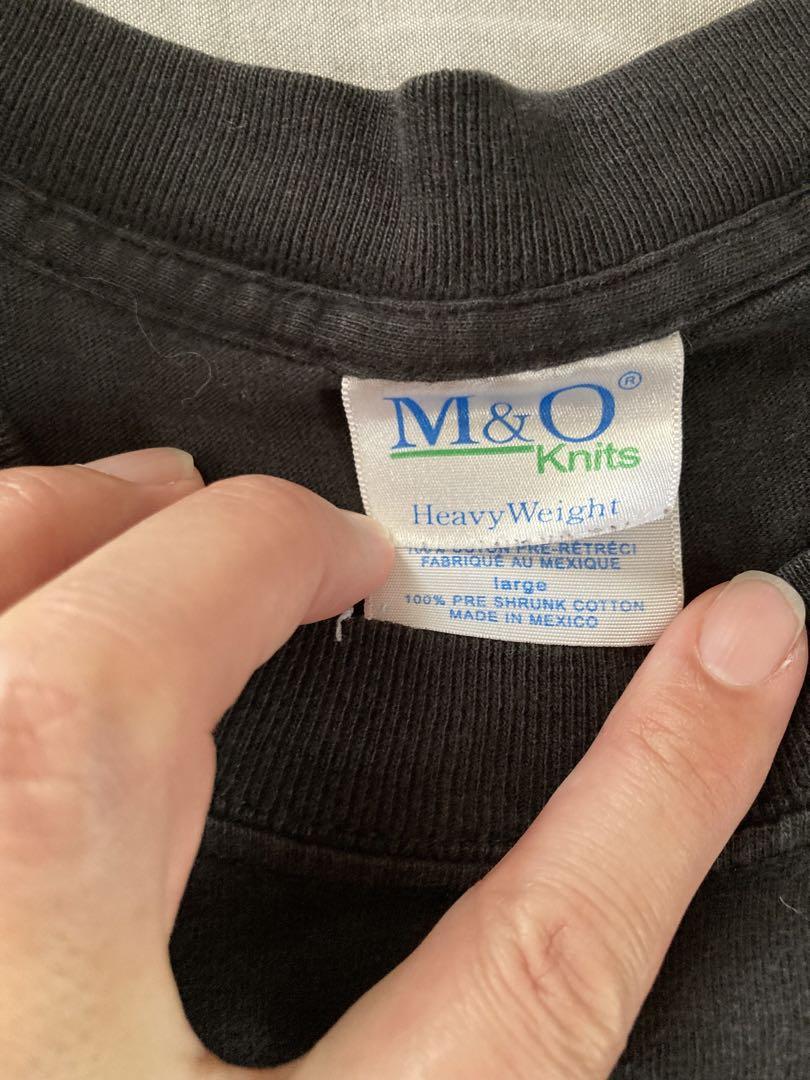 M&O®
Knits
HeavyWeight
PRE-RÉTRÉCI
FABRIQUÉ AU MEXIQUE
large
100% PRE SHRUNK COTTON
MADE IN MEXICO